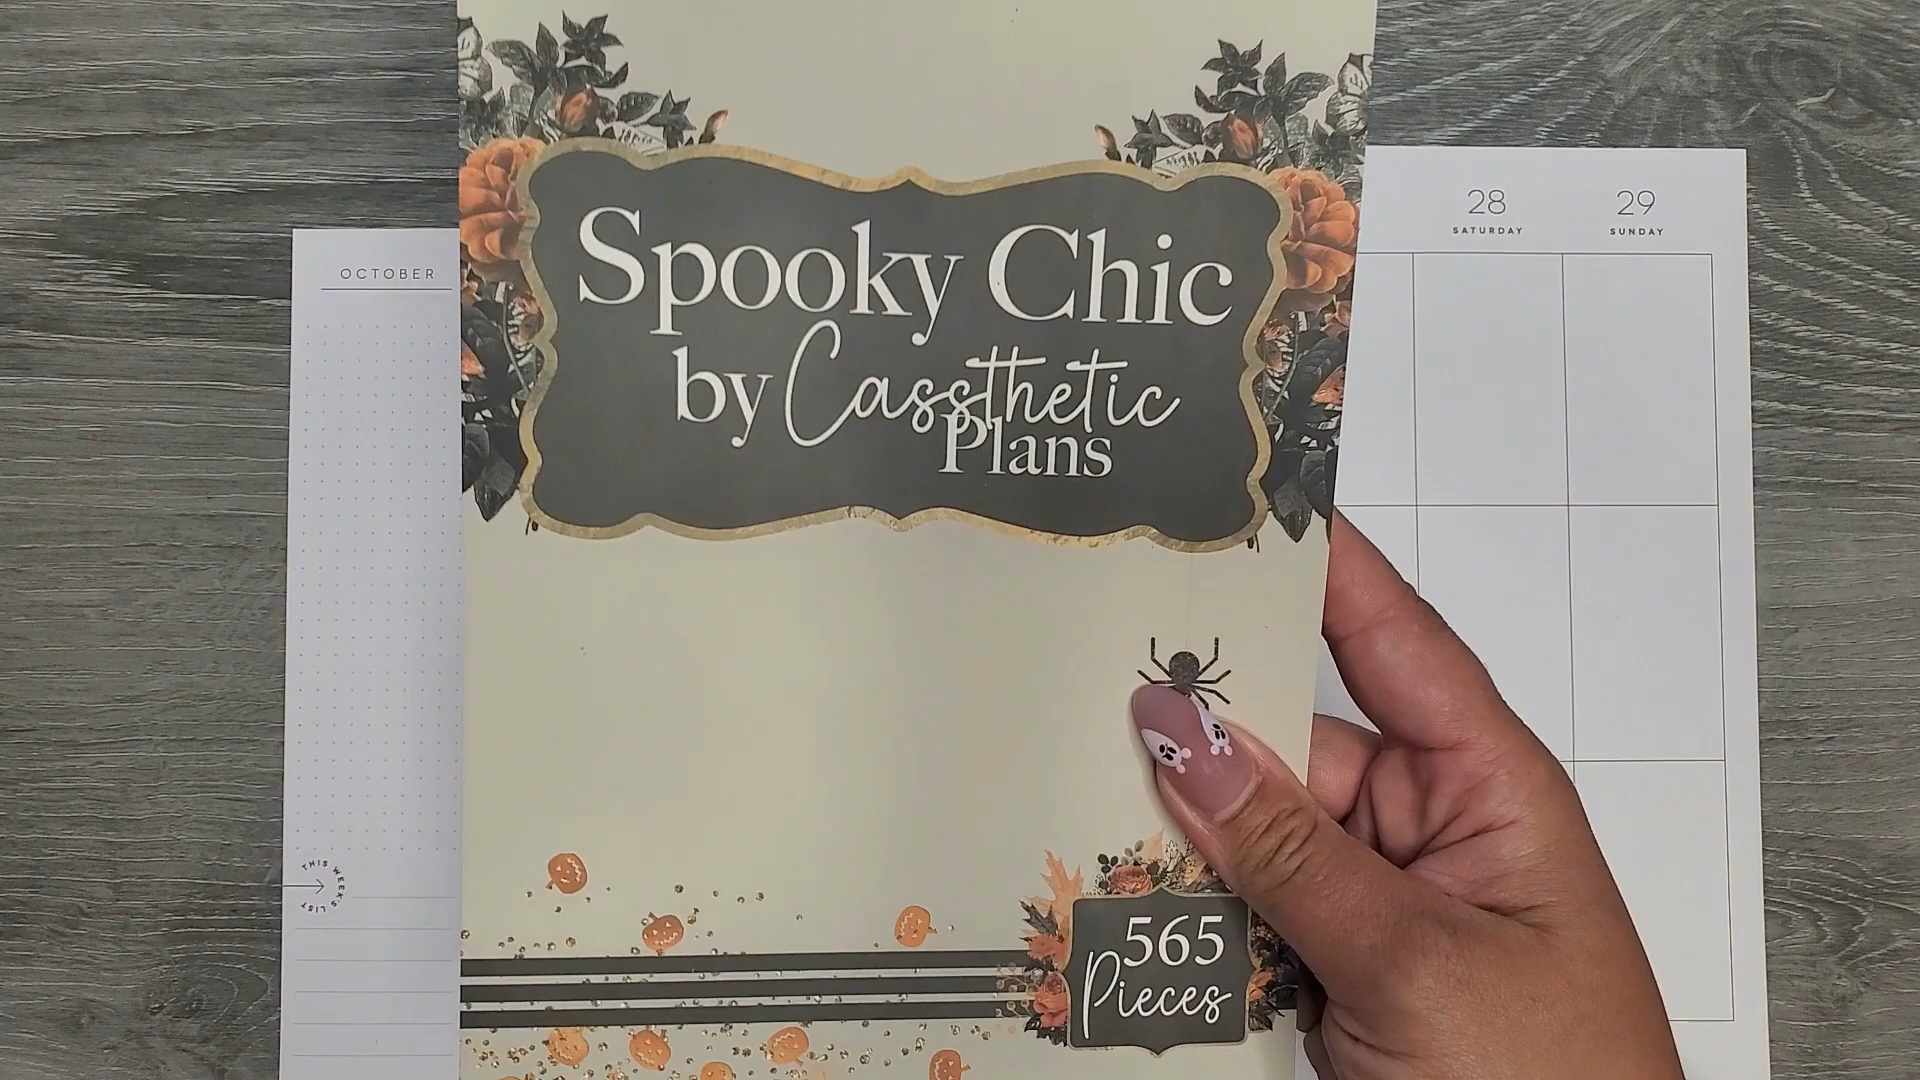 OCTOBER
THIS WEEK'S LIST
Spooky Chic
by Cassthetic
Plans
565
Pieces
28
SATURDAY
29
SUNDAY